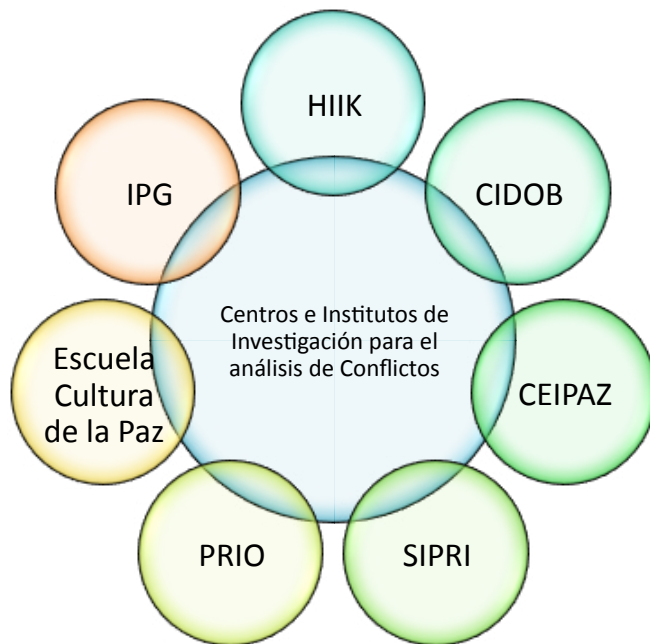 HIIK
IPG
CIDOB
Centros e Institutos de
Investigación para el
análisis de Conflictos
Escuela
Cultura
de la Paz
CEIPAZ
PRIO
SIPRI